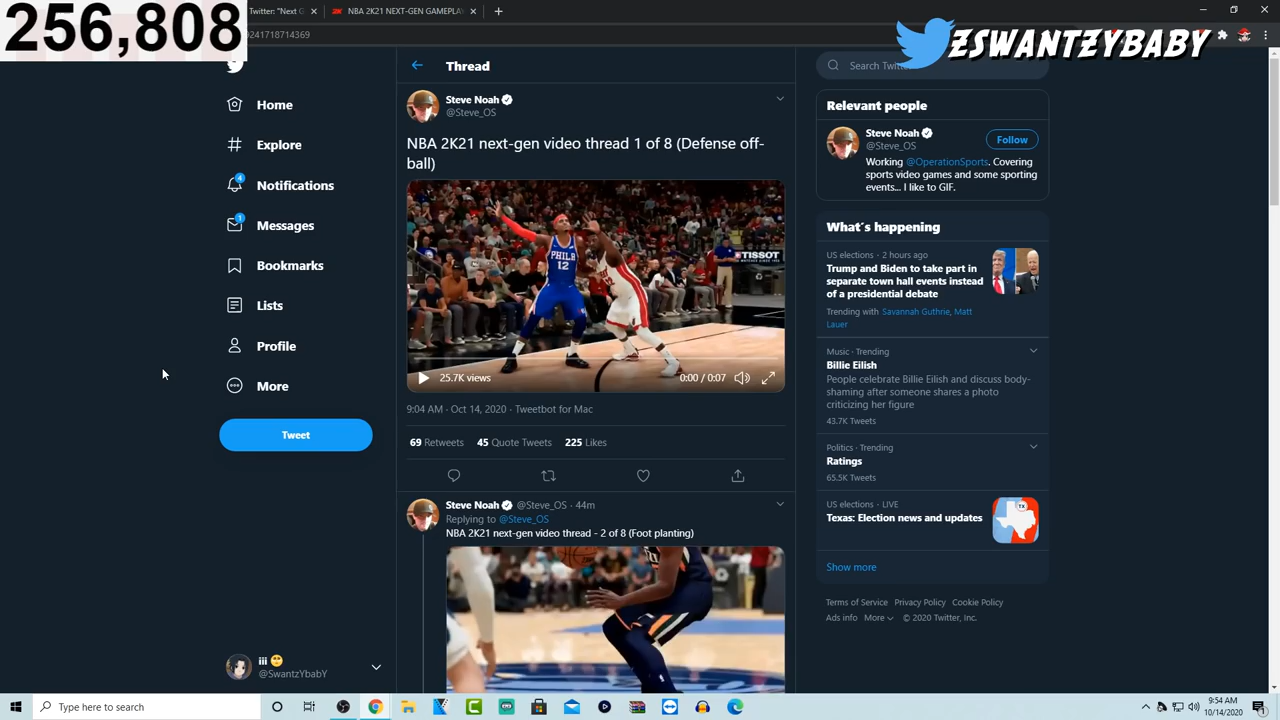 256,808
Twitter: "Next G
NBA 2K21 NEXT-GEN GAMEPLAY
241718714369
ZSWANTZYBABY
Home
Explore
4
Notifications
1
Messages
Bookmarks
Lists
Profile
More
Tweet
iii
@SwantzYbabY
Thread
Steve Noah
@Steve_OS
NBA 2K21 next-gen video thread 1 of 8 (Defense off-
ball)
PHILA
12
TISSOT
25.7K views
0:00 / 0:07
9:04 AM · Oct 14, 2020 · Tweetbot for Mac
69 Retweets 45 Quote Tweets 225 Likes
Steve Noah @Steve_OS · 44m
Replying to @Steve_OS
NBA 2K21 next-gen video thread - 2 of 8 (Foot planting)
Relevant people
Steve Noah
@Steve_OS
Follow
Working @OperationSports. Covering
sports video games and some sporting
events... I like to GIF.
What's happening
US elections · 2 hours ago
Trump and Biden to take part in
separate town hall events instead
of a presidential debate
Trending with Savannah Guthrie, Matt
Lauer
Music · Trending
Billie Eilish
People celebrate Billie Eilish and discuss body-
shaming after someone shares a photo
criticizing her figure
43.7K Tweets
Politics · Trending
Ratings
65.5K Tweets
US elections · LIVE
Texas: Election news and updates
Show more
Terms of Service Privacy Policy Cookie Policy
Ads info More © 2020 Twitter, Inc.
Type here to search
9:54 AM
10/14/2020
1